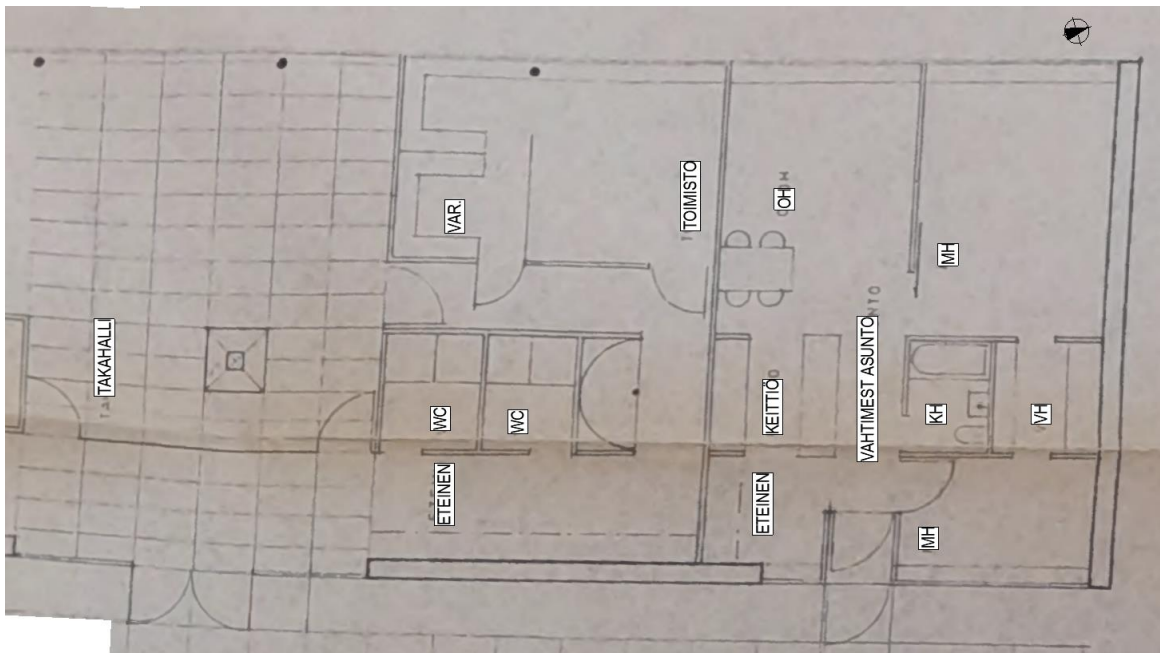 TAKAHALLI
VAR.
TOIMISTO
WC
WC
ETEINEN
OH
KEITTIÖ
ETEINEN
VAHTIMEST ASUNTO
MH
KH
VH
MH